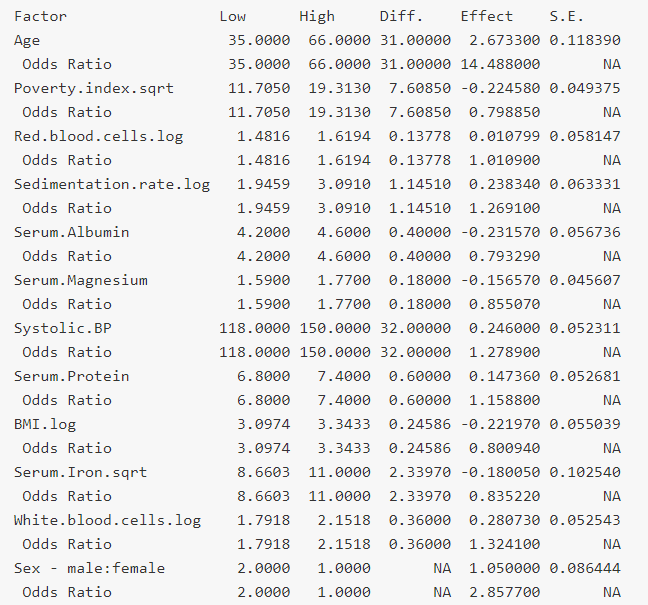 Factor Low High Diff. Effect S.E.
Age 35.0000 66.0000 31.00000 2.673300 0.118390
Odds Ratio 35.0000 66.0000 31.00000 14.488000 NA
Poverty.index.sqrt 11.7050 19.3130 7.60850 -0.224580 0.049375
Odds Ratio 11.7050 19.3130 7.60850 0.798850 NA
Red.blood.cells.log 1.4816 1.6194 0.13778 0.010799 0.058147
Odds Ratio 1.4816 1.6194 0.13778 1.010900 NA
Sedimentation.rate.log 1.9459 3.0910 1.14510 0.238340 0.063331
Odds Ratio 1.9459 3.0910 1.14510 1.269100 NA
Serum.Albumin 4.2000 4.6000 0.40000 -0.231570 0.056736
Odds Ratio 4.2000 4.6000 0.40000 0.793290 NA
Serum.Magnesium 1.5900 1.7700 0.18000 -0.156570 0.045607
Odds Ratio 1.5900 1.7700 0.18000 0.855070 NA
Systolic.BP 118.0000 150.0000 32.00000 0.246000 0.052311
Odds Ratio 118.0000 150.0000 32.00000 1.278900 NA
Serum.Protein 6.8000 7.4000 0.60000 0.147360 0.052681
Odds Ratio 6.8000 7.4000 0.60000 1.158800 NA
BMI.log 3.0974 3.3433 0.24586 -0.221970 0.055039
Odds Ratio 3.0974 3.3433 0.24586 0.800940 NA
Serum.Iron.sqrt 8.6603 11.0000 2.33970 -0.180050 0.102540
Odds Ratio 8.6603 11.0000 2.33970 0.835220 NA
White.blood.cells.log 1.7918 2.1518 0.36000 0.280730 0.052543
Odds Ratio 1.7918 2.1518 0.36000 1.324100 NA
Sex - male:female 2.0000 1.0000 NA 1.050000 0.086444
Odds Ratio 2.0000 1.0000 NA 2.857700 NA